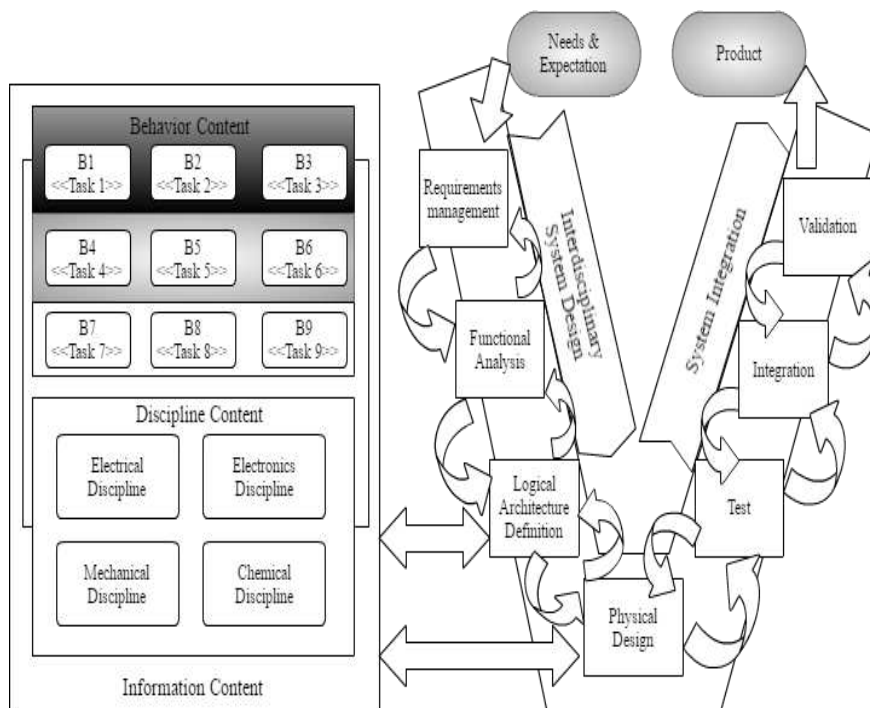 Needs &
Expectation
Product
Behavior Content
B1
<<Task 1>>
B2
<<Task 2>>
B3
<<Task 3>>
B4
<<Task 4>>
B5
<<Task 5>>
B6
<<Task 6>>
B7
<<Task 7>>
B8
<<Task 8>>
B9
<<Task 9>>
Discipline Content
Electrical
Discipline
Electronics
Discipline
Mechanical
Discipline
Chemical
Discipline
Information Content
Requirements
management
Functional
Analysis
Logical
Architecture
Definition
Physical
Design
Interdisciplinary
System Design
System Integration
Test
Integration
Validation